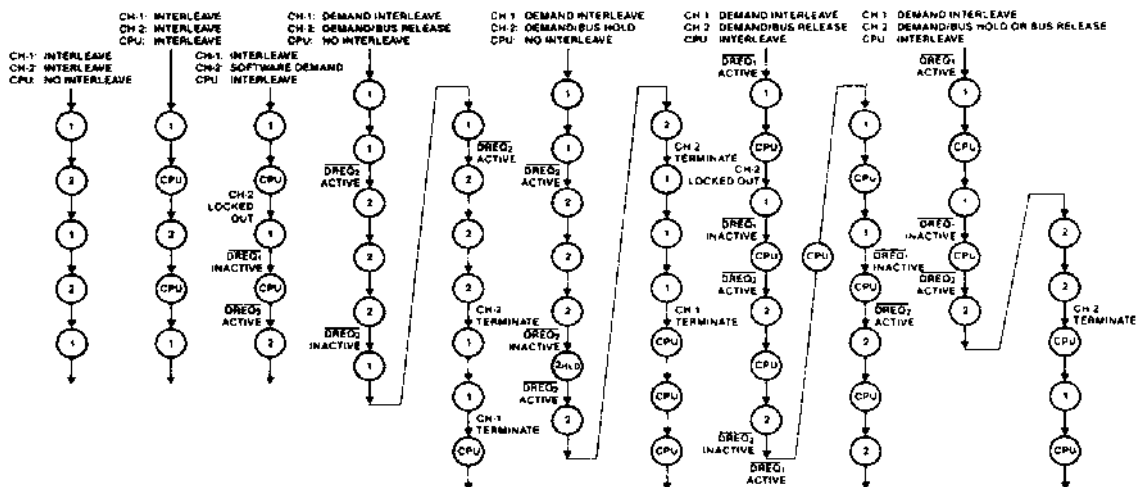 CH-1: INTERLEAVE
CH-2: INTERLEAVE
CPU: NO INTERLEAVE
1
2
1
2
1
CH-1: INTERLEAVE
CH 2: INTERLEAVE
CPU: INTERLEAVE
1
CPU
2
CPU
1
CH-1: INTERLEAVE
CH-2: SOFTWARE DEMAND
CPU INTERLEAVE
1
CPU
CH-2
LOCKED
OUT
1
DREQ1
INACTIVE
CPU
DREQ2
ACTIVE
2
CH-1: DEMAND INTERLEAVE
CH-2: DEMAND/BUS RELEASE
CPU: NO INTERLEAVE
1
1
DREQ2
ACTIVE
2
2
2
DREQ2
INACTIVE
1
1
DREQ2
ACTIVE
2
2
2
CH-2
TERMINATE
1
1
CH-1
TERMINATE
CPU
CH 1 DEMAND INTERLEAVE
CH-2: DEMAND/BUS HOLD
CPU: NO INTERLEAVE
1
1
DREQ2
ACTIVE
2
2
2
DREQ2
INACTIVE
2HLD
DREQ2
ACTIVE
2
2
CH-2
TERMINATE
1
1
1
CH-1
TERMINATE
CPU
CPU
CPU
CH 1 DEMAND INTERLEAVE
CH 2 DEMAND/BUS RELEASE
CPU INTERLEAVE
DREQ1
ACTIVE
1
CPU
CH-2
LOCKED OUT
1
DREQ1
INACTIVE
CPU
DREQ2
ACTIVE
2
CPU
2
DREQ2
INACTIVE
DREQ1
ACTIVE
CPU
1
CPU
1
DREQ1
INACTIVE
CPU
DREQ2
ACTIVE
2
CPU
2
CH 1 DEMAND INTERLEAVE
CH 2 DEMAND/BUS HOLD OR BUS RELEASE
CPU INTERLEAVE
DREQ1
ACTIVE
1
CPU
1
DREQ1
INACTIVE
CPU
DREQ2
ACTIVE
2
2
2
CH-2
TERMINATE
CPU
1
CPU